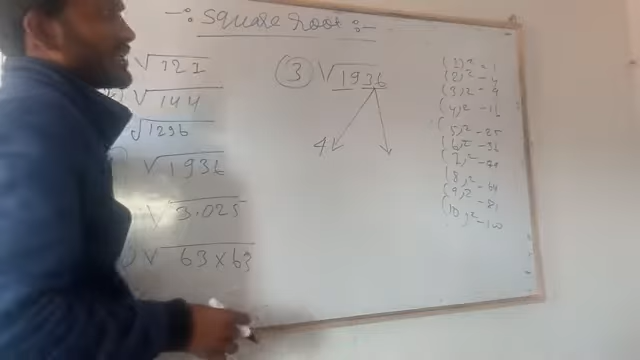 -: Square root :-
√121
√144
√1296
√1936
√3.025
√63×63
③ √1936
4
(1)² - 1
(2)² - 4
(3)² - 9
(4)² - 16
(5)² - 25
(6)² - 36
(7)² - 49
(8)² - 64
(9)² - 81
(10)² - 100